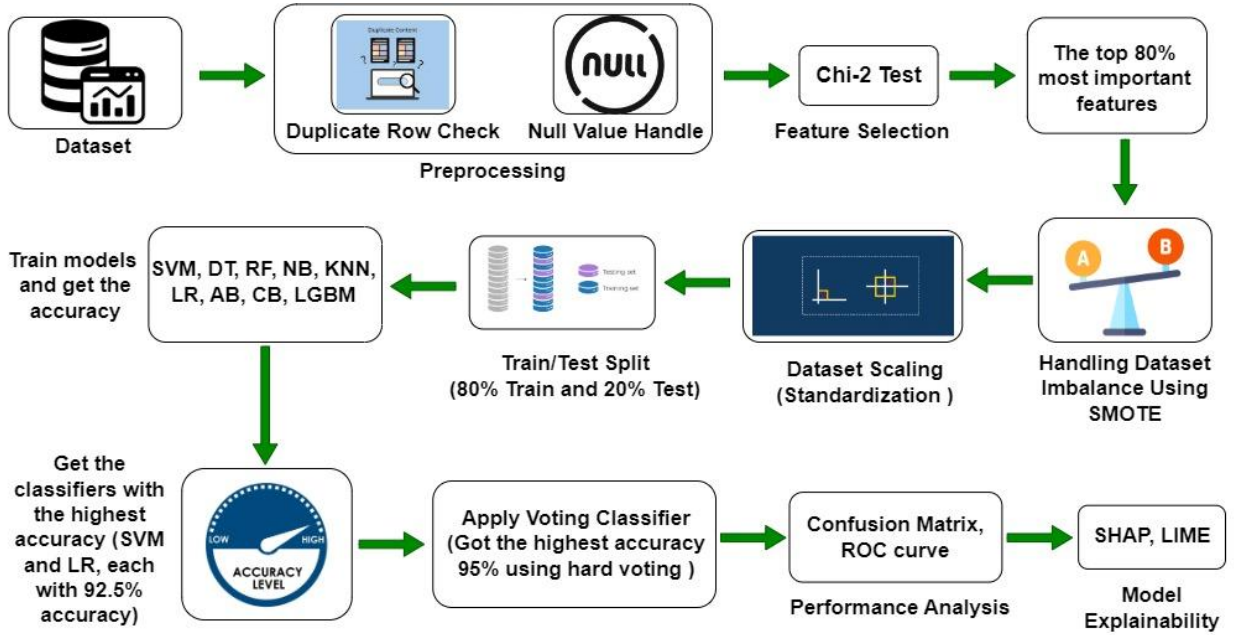 Duplicate Content
? ? ?
NULL
Dataset
Duplicate Row Check
Null Value Handle
Preprocessing
Chi-2 Test
Feature Selection
The top 80%
most important
features
A
B
Handling Dataset
Imbalance Using
SMOTE
Dataset Scaling
(Standardization )
Testing set
Training set
Train/Test Split
(80% Train and 20% Test)
SVM, DT, RF, NB, KNN,
LR, AB, CB, LGBM
Train models
and get the
accuracy
Get the
classifiers with
the highest
accuracy (SVM
and LR, each
with 92.5%
accuracy)
LOW
HIGH
ACCURACY
LEVEL
Apply Voting Classifier
(Got the highest accuracy
95% using hard voting )
Confusion Matrix,
ROC curve
Performance Analysis
SHAP, LIME
Model
Explainability